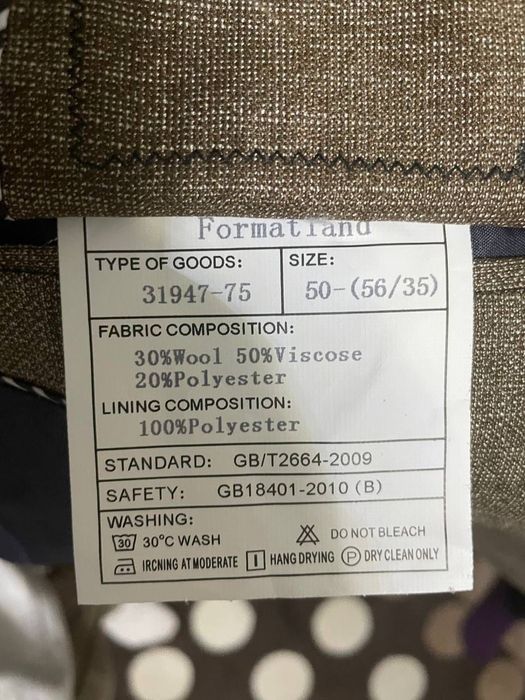 Formatland
TYPE OF GOODS:
31947-75
SIZE:
50-(56/35)
FABRIC COMPOSITION:
30%Wool 50%Viscose
20%Polyester
LINING COMPOSITION:
100%Polyester
STANDARD: GB/T2664-2009
SAFETY: GB18401-2010 (B)
WASHING:
30 30°C WASH DO NOT BLEACH
IRCNING AT MODERATE HANG DRYING P DRY CLEAN ONLY